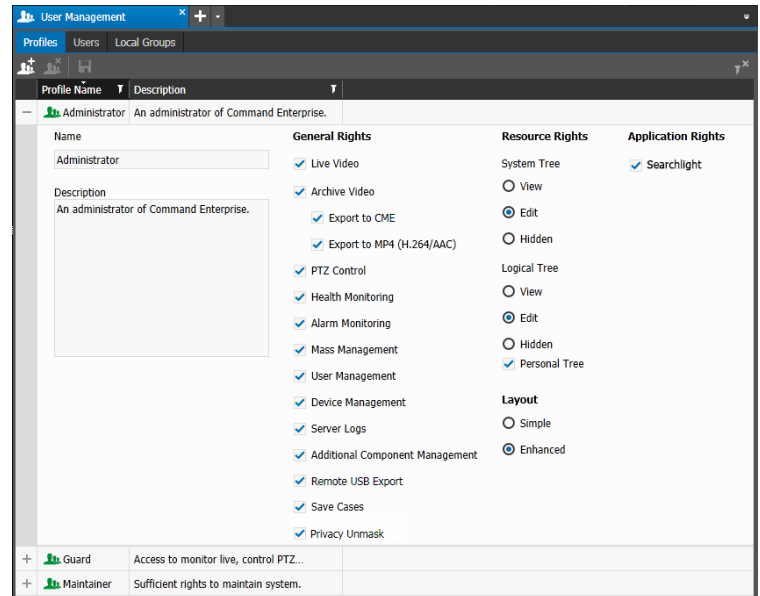 User Management
Profiles Users Local Groups
Profile Name Description
Administrator An administrator of Command Enterprise.
Name
Administrator
Description
An administrator of Command Enterprise.
General Rights
Live Video
Archive Video
Export to CME
Export to MP4 (H.264/AAC)
PTZ Control
Health Monitoring
Alarm Monitoring
Mass Management
User Management
Device Management
Server Logs
Additional Component Management
Remote USB Export
Save Cases
Privacy Unmask
Resource Rights
System Tree
View
Edit
Hidden
Logical Tree
View
Edit
Hidden
Personal Tree
Layout
Simple
Enhanced
Application Rights
Searchlight
Guard Access to monitor live, control PTZ...
Maintainer Sufficient rights to maintain system.